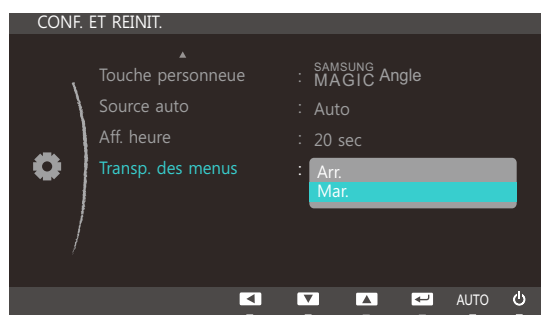 CONF. ET REINIT.
Touche personneue : SAMSUNG MAGIC Angle
Source auto : Auto
Aff. heure : 20 sec
Transp. des menus : Arr.
Mar.
AUTO